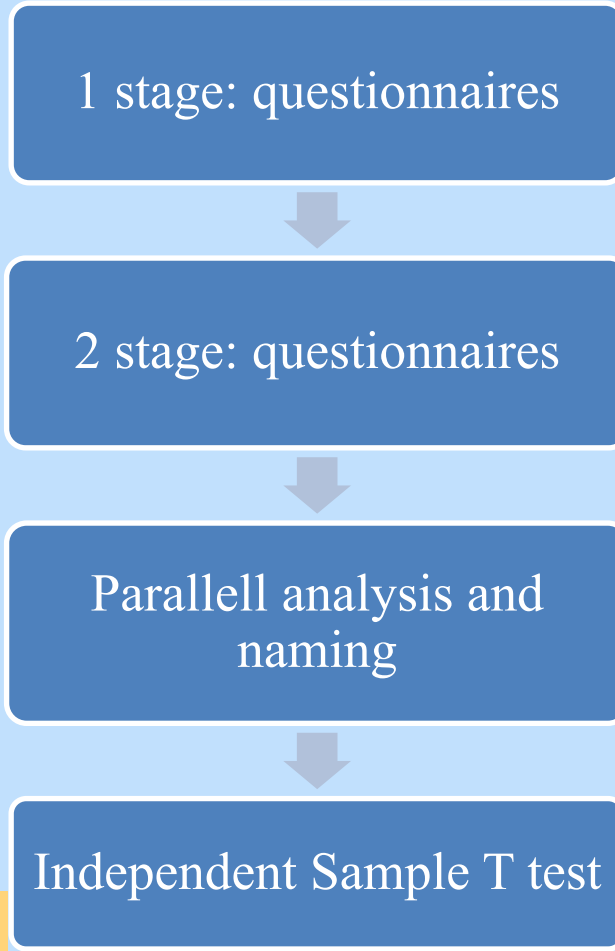 1 stage: questionnaires
2 stage: questionnaires
Parallell analysis and
naming
Independent Sample T test